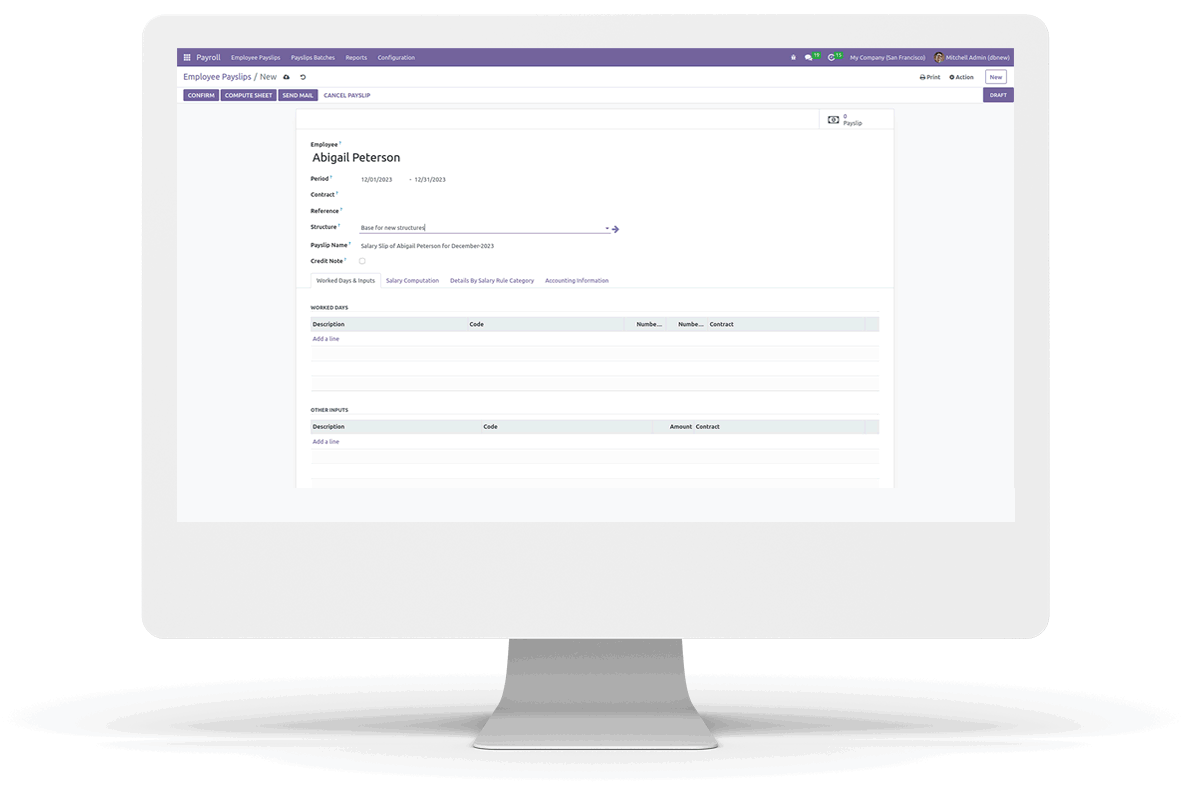 Payroll Employee Payslips Payslips Batches Reports Configuration 19 15 My Company (San Francisco) Mitchell Admin (dbnew)
Employee Payslips / New Print Action New
CONFIRM COMPUTE SHEET SEND MAIL CANCEL PAYSLIP DRAFT
0
Payslip
Employee?
Abigail Peterson
Period? 12/01/2023 - 12/31/2023
Contract?
Reference?
Structure? Base for new structures
Payslip Name? Salary Slip of Abigail Peterson for December-2023
Credit Note?
Worked Days & Inputs Salary Computation Details By Salary Rule Category Accounting Information
WORKED DAYS
Description Code Numbe... Numbe... Contract
Add a line
OTHER INPUTS
Description Code Amount Contract
Add a line